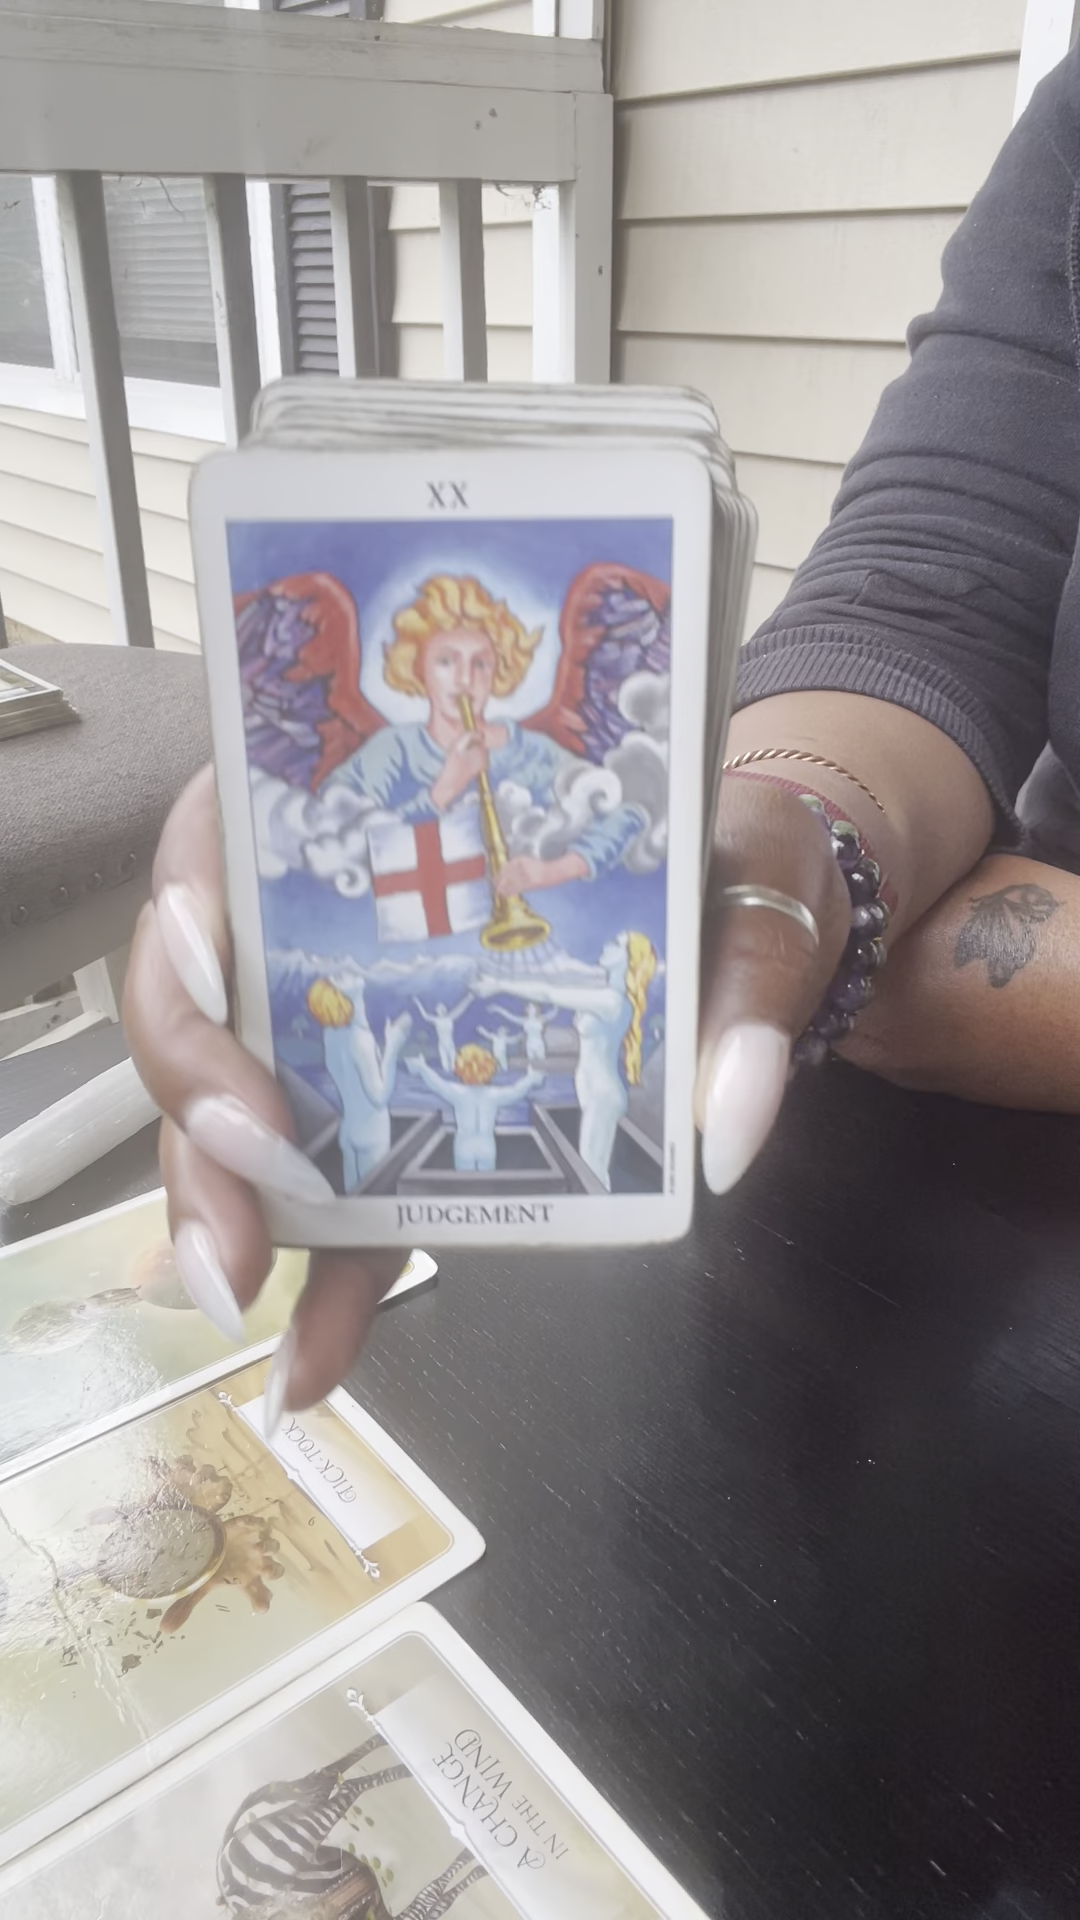 XX
JUDGEMENT
TICK-TOCK
A CHANGE
IN THE WIND